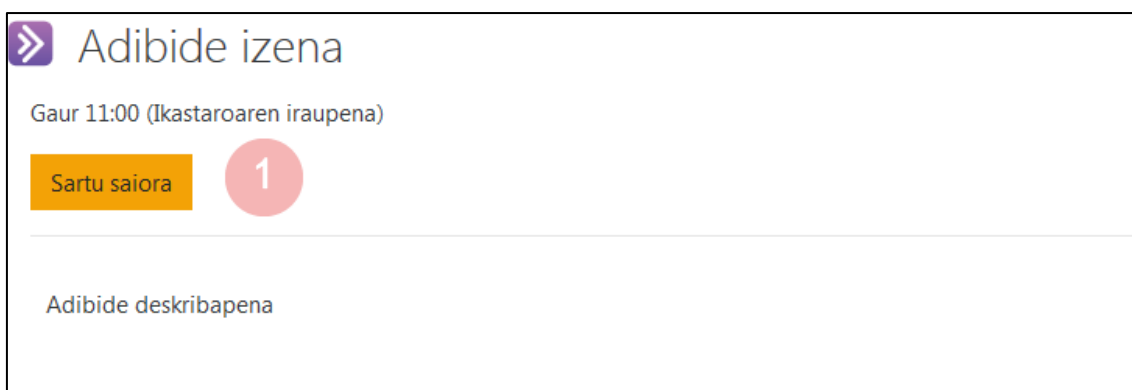 Adibide izena
Gaur 11:00 (Ikastaroaren iraupena)
Sartu saiora 1
Adibide deskribapena